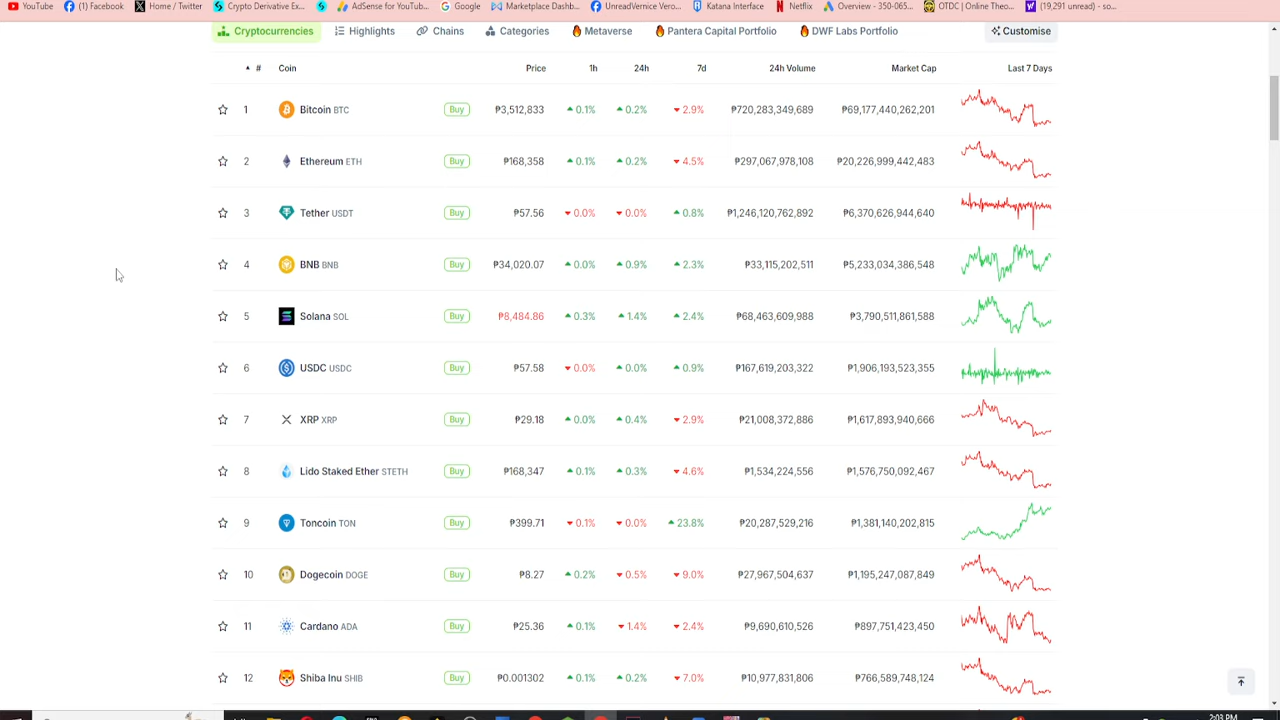 YouTube (1) Facebook Home / Twitter Crypto Derivative Ex... AdSense for YouTub... Google Marketplace Dashb... UnreadVernice Vero... Katana Interface Netflix Overview - 350-065... OTDC | Online Theo... (19,291 unread) - so...
Cryptocurrencies Highlights Chains Categories Metaverse Pantera Capital Portfolio DWF Labs Portfolio Customise
# Coin Price 1h 24h 7d 24h Volume Market Cap Last 7 Days
1 Bitcoin BTC Buy ₱3,512,833 0.1% 0.2% 2.9% ₱720,283,349,689 ₱69,177,440,262,201
2 Ethereum ETH Buy ₱168,358 0.1% 0.2% 4.5% ₱297,067,978,108 ₱20,226,999,442,483
3 Tether USDT Buy ₱57.56 0.0% 0.0% 0.8% ₱1,246,120,762,892 ₱6,370,626,944,640
4 BNB BNB Buy ₱34,020.07 0.0% 0.9% 2.3% ₱33,115,202,511 ₱5,233,034,386,548
5 Solana SOL Buy ₱8,484.86 0.3% 1.4% 2.4% ₱68,463,609,988 ₱3,790,511,861,588
6 USDC USDC Buy ₱57.58 0.0% 0.0% 0.9% ₱167,619,203,322 ₱1,906,193,523,355
7 XRP XRP Buy ₱29.18 0.0% 0.4% 2.9% ₱21,008,372,886 ₱1,617,893,940,666
8 Lido Staked Ether STETH Buy ₱168,347 0.1% 0.3% 4.6% ₱1,534,224,556 ₱1,576,750,092,467
9 Toncoin TON Buy ₱399.71 0.1% 0.0% 23.8% ₱20,287,529,216 ₱1,381,140,202,815
10 Dogecoin DOGE Buy ₱8.27 0.2% 0.5% 9.0% ₱27,967,504,637 ₱1,195,247,087,849
11 Cardano ADA Buy ₱25.36 0.1% 1.4% 2.4% ₱9,690,610,526 ₱897,751,423,450
12 Shiba Inu SHIB Buy ₱0.001302 0.1% 0.2% 7.0% ₱10,977,831,806 ₱766,589,748,124
2:03 PM